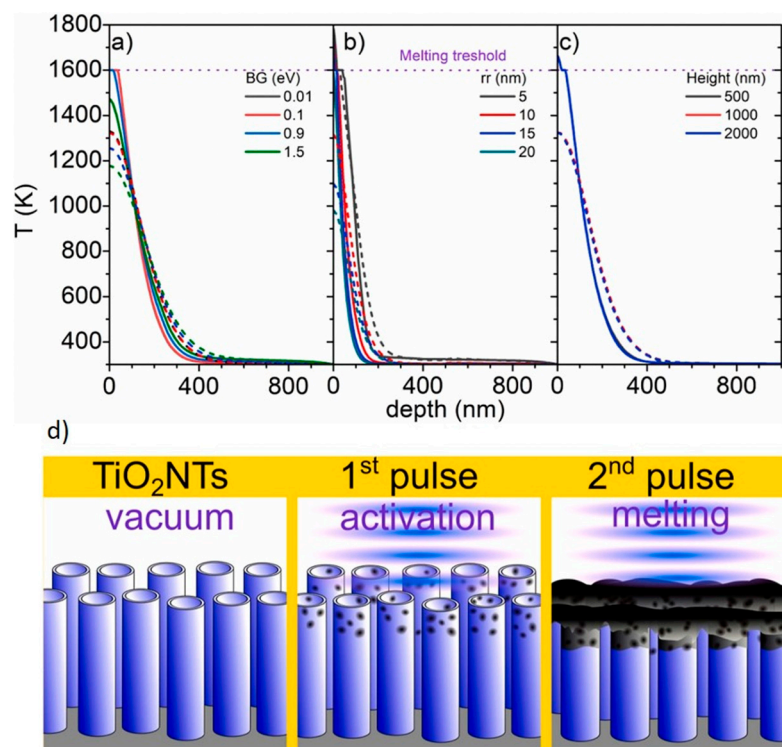 a)
b)
c)
Melting treshold
BG (eV)
0.01
0.1
0.9
1.5
rr (nm)
5
10
15
20
Height (nm)
500
1000
2000
1800
1600
1400
1200
1000
800
600
400
T (K)
0 400 800 0 400 800 0 400 800
depth (nm)
d)
TiO₂NTs
vacuum
1st pulse
activation
2nd pulse
melting